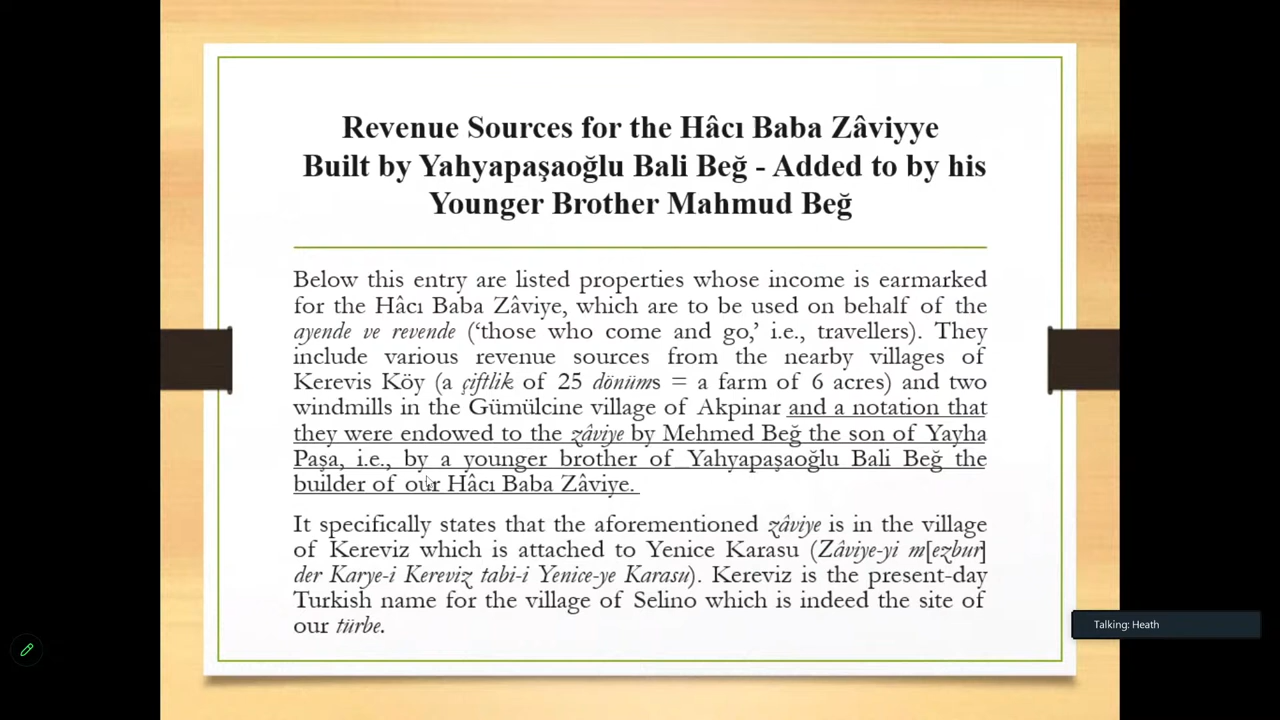 Revenue Sources for the Hâcı Baba Zâviyye
Built by Yahyapaşaoğlu Bali Beğ - Added to by his
Younger Brother Mahmud Beğ
Below this entry are listed properties whose income is earmarked
for the Hâcı Baba Zâviye, which are to be used on behalf of the
ayende ve revende (‘those who come and go,’ i.e., travellers). They
include various revenue sources from the nearby villages of
Kerevis Köy (a çiftlik of 25 dönüms = a farm of 6 acres) and two
windmills in the Gümülcine village of Akpinar and a notation that
they were endowed to the zâviye by Mehmed Beğ the son of Yayha
Paşa, i.e., by a younger brother of Yahyapaşaoğlu Bali Beğ the
builder of our Hâcı Baba Zâviye.
It specifically states that the aforementioned zâviye is in the village
of Kereviz which is attached to Yenice Karasu (Zâviye-yi m[ezbur]
der Karye-i Kereviz tabi-i Yenice-ye Karasu). Kereviz is the present-day
Turkish name for the village of Selino which is indeed the site of
our türbe.
Talking: Heath